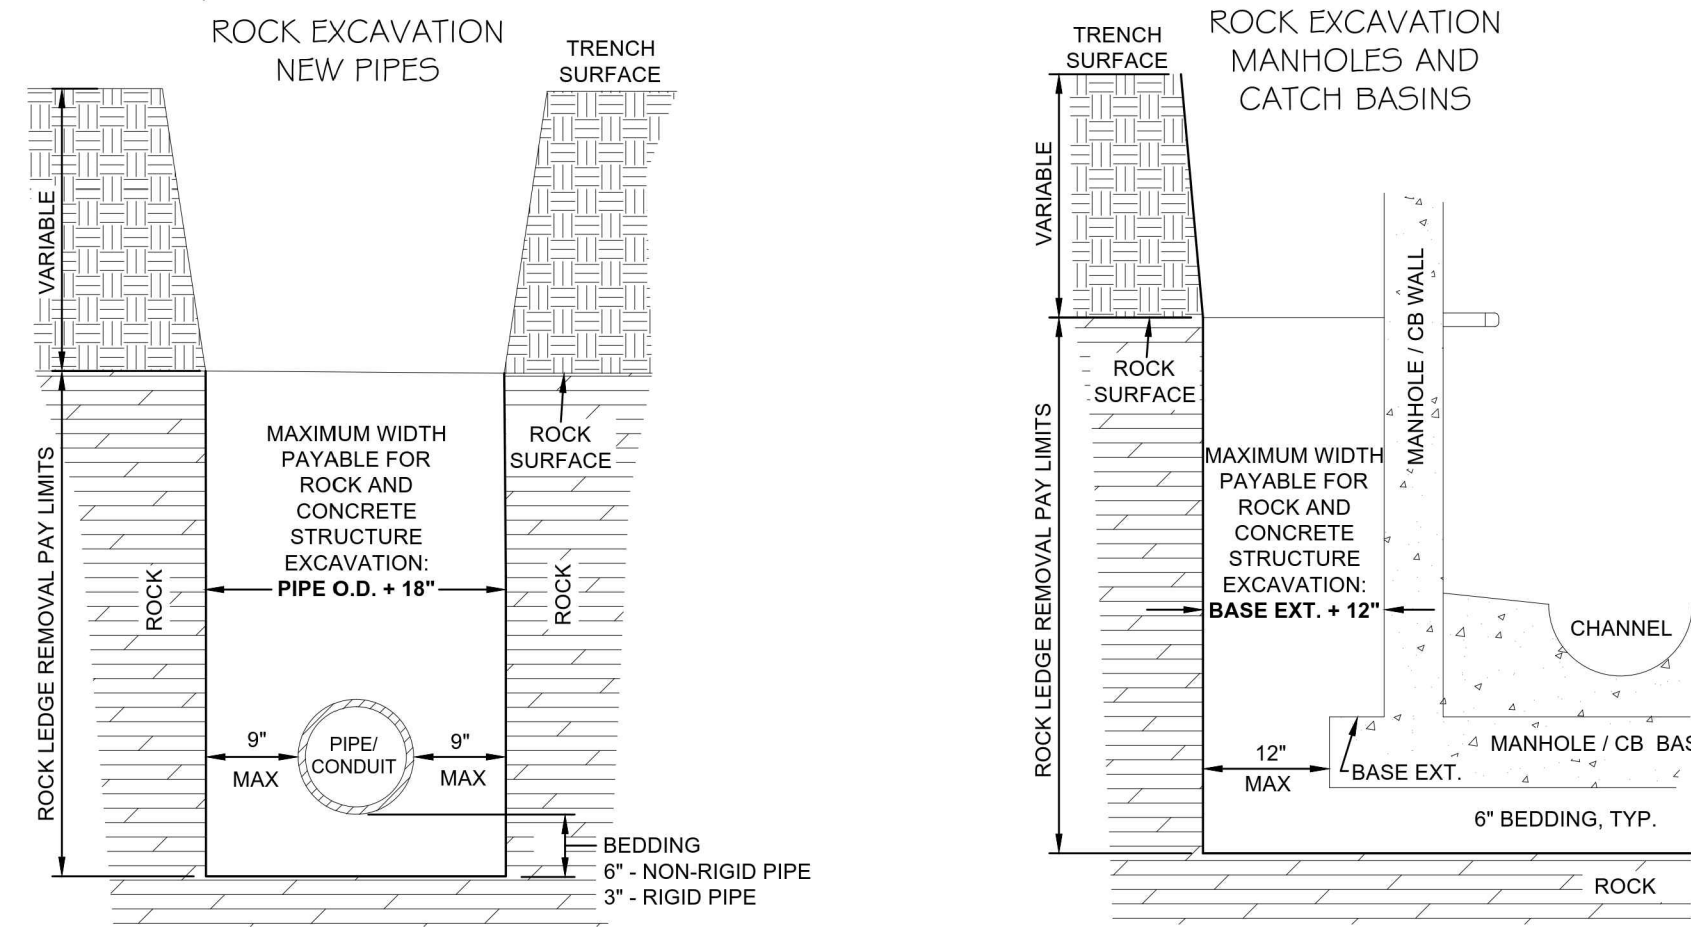 ROCK EXCAVATION
NEW PIPES
TRENCH
SURFACE
VARIABLE
ROCK LEDGE REMOVAL PAY LIMITS
MAXIMUM WIDTH
PAYABLE FOR
ROCK AND
CONCRETE
STRUCTURE
EXCAVATION:
PIPE O.D. + 18"
ROCK
SURFACE
ROCK
ROCK
9"
MAX
PIPE/
CONDUIT
9"
MAX
BEDDING
6" - NON-RIGID PIPE
3" - RIGID PIPE
ROCK EXCAVATION
MANHOLES AND
CATCH BASINS
TRENCH
SURFACE
VARIABLE
ROCK LEDGE REMOVAL PAY LIMITS
ROCK
SURFACE
MANHOLE / CB WALL
MAXIMUM WIDTH
PAYABLE FOR
ROCK AND
CONCRETE
STRUCTURE
EXCAVATION:
BASE EXT. + 12"
CHANNEL
12"
MAX
BASE EXT.
MANHOLE / CB BAS
6" BEDDING, TYP.
ROCK